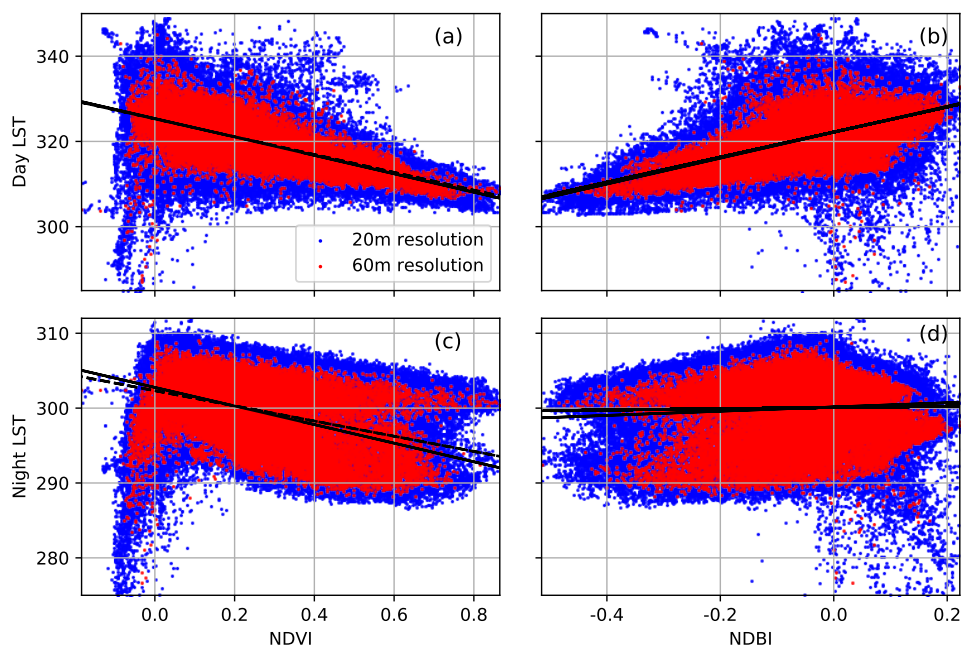 (a)
(b)
340
320
300
Day LST
20m resolution
60m resolution
(c)
(d)
310
300
290
280
Night LST
0.0 0.2 0.4 0.6 0.8
-0.4 -0.2 0.0 0.2
NDVI
NDBI